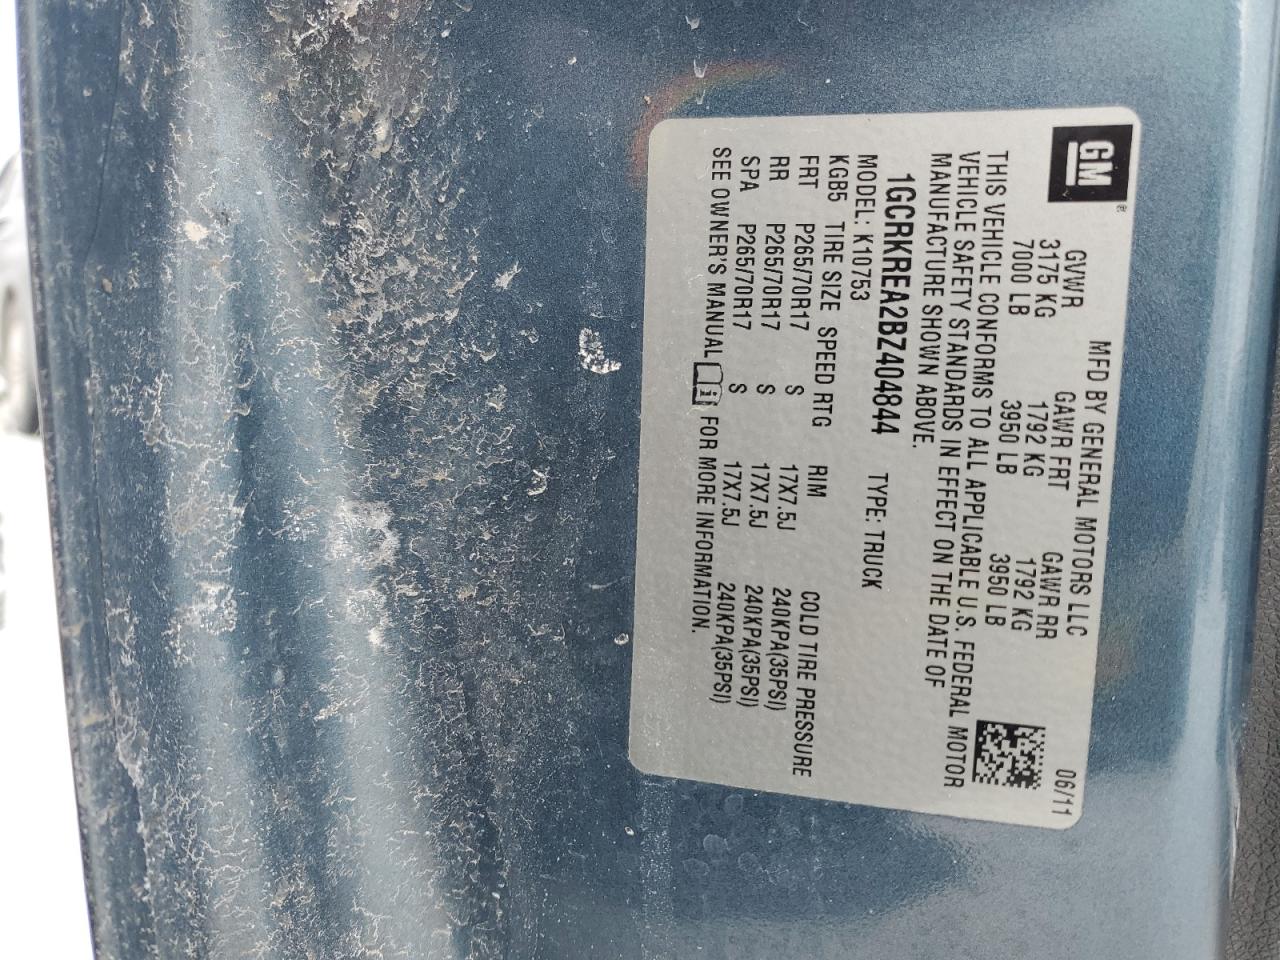 GM®
MFD BY GENERAL MOTORS LLC 06/11
GVWR GAWR FRT GAWR RR
3175 KG 1792 KG 1792 KG
7000 LB 3950 LB 3950 LB
THIS VEHICLE CONFORMS TO ALL APPLICABLE U.S. FEDERAL MOTOR
VEHICLE SAFETY STANDARDS IN EFFECT ON THE DATE OF
MANUFACTURE SHOWN ABOVE.
1GCRKREA2BZ404844 TYPE: TRUCK
MODEL: K10753
KGB5 TIRE SIZE SPEED RTG RIM COLD TIRE PRESSURE
FRT P265/70R17 S 17X7.5J 240KPA(35PSI)
RR P265/70R17 S 17X7.5J 240KPA(35PSI)
SPA P265/70R17 S 17X7.5J 240KPA(35PSI)
SEE OWNER'S MANUAL i FOR MORE INFORMATION.